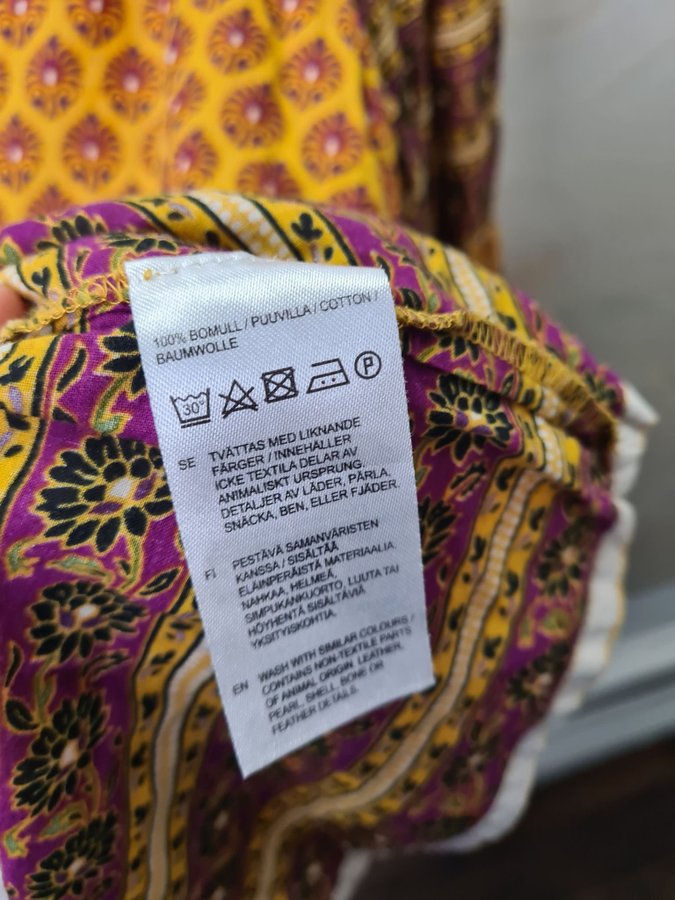 100% BOMULL / PUUVILLA / COTTON /
BAUMWOLLE
30° P
SE TVÄTTAS MED LIKNANDE
FÄRGER / INNEHÅLLER
ICKE TEXTILA DELAR AV
ANIMALISKT URSPRUNG.
DETALJER AV LÄDER, PÄRLA,
SNÄCKA, BEN, ELLER FJÄDER.
FI PESTÄVÄ SAMANVÄRISTEN
KANSSA / SISÄLTÄÄ
ELÄINPERÄISTÄ MATERIAALIA.
NAHKAA, HELMEÄ,
SIMPUKANKUORTO, LUUTA TAI
HÖYHENTÄ SISÄLTÄVIÄ
YKSITYISKOHTIA.
EN WASH WITH SIMILAR COLOURS /
CONTAINS NON-TEXTILE PARTS
OF ANIMAL ORIGIN. LEATHER,
PEARL, SHELL, BONE OR
FEATHER DETAILS.